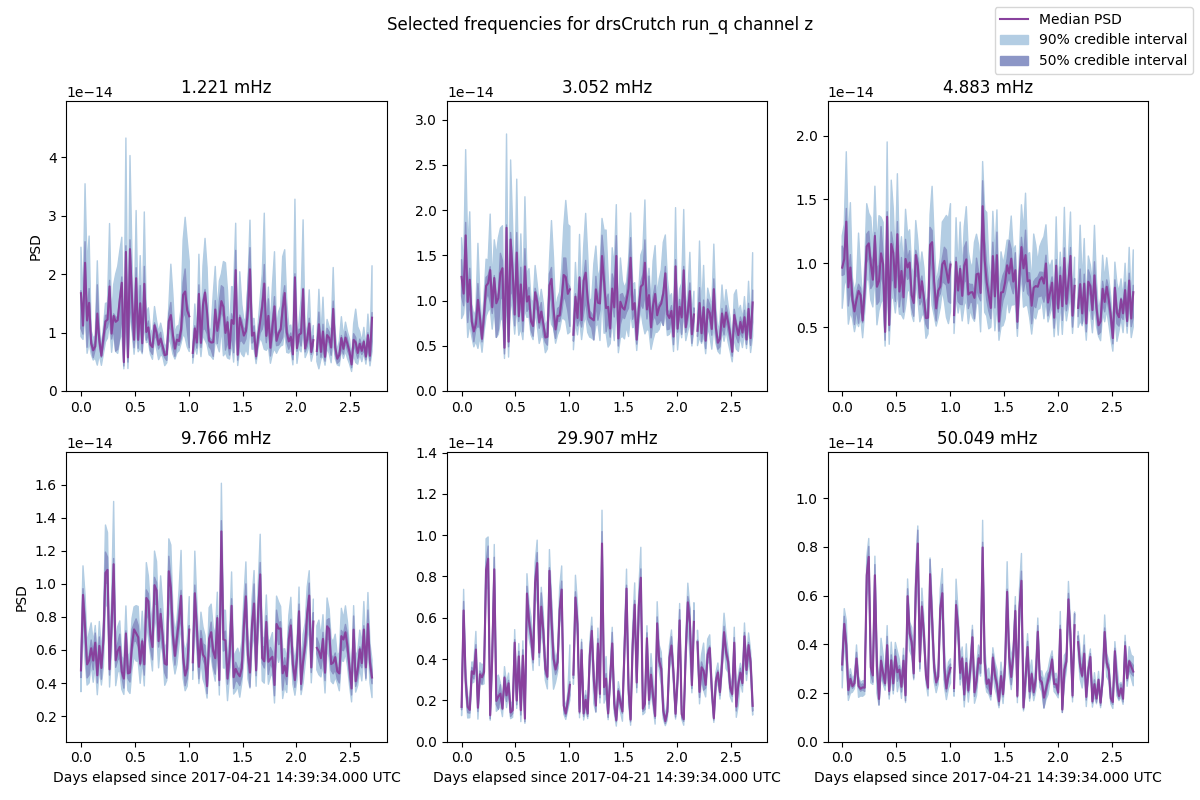 Selected frequencies for drsCrutch run_q channel z
Median PSD
90% credible interval
50% credible interval
1.221 mHz
1e−14
PSD
4
3
2
1
0
0.0 0.5 1.0 1.5 2.0 2.5
3.052 mHz
1e−14
3.0
2.5
2.0
1.5
1.0
0.5
0.0
0.0 0.5 1.0 1.5 2.0 2.5
4.883 mHz
1e−14
2.0
1.5
1.0
0.5
0.0 0.5 1.0 1.5 2.0 2.5
9.766 mHz
1e−14
PSD
1.6
1.4
1.2
1.0
0.8
0.6
0.4
0.2
0.0 0.5 1.0 1.5 2.0 2.5
Days elapsed since 2017-04-21 14:39:34.000 UTC
29.907 mHz
1e−14
1.4
1.2
1.0
0.8
0.6
0.4
0.2
0.0
0.0 0.5 1.0 1.5 2.0 2.5
Days elapsed since 2017-04-21 14:39:34.000 UTC
50.049 mHz
1e−14
1.0
0.8
0.6
0.4
0.2
0.0
0.0 0.5 1.0 1.5 2.0 2.5
Days elapsed since 2017-04-21 14:39:34.000 UTC